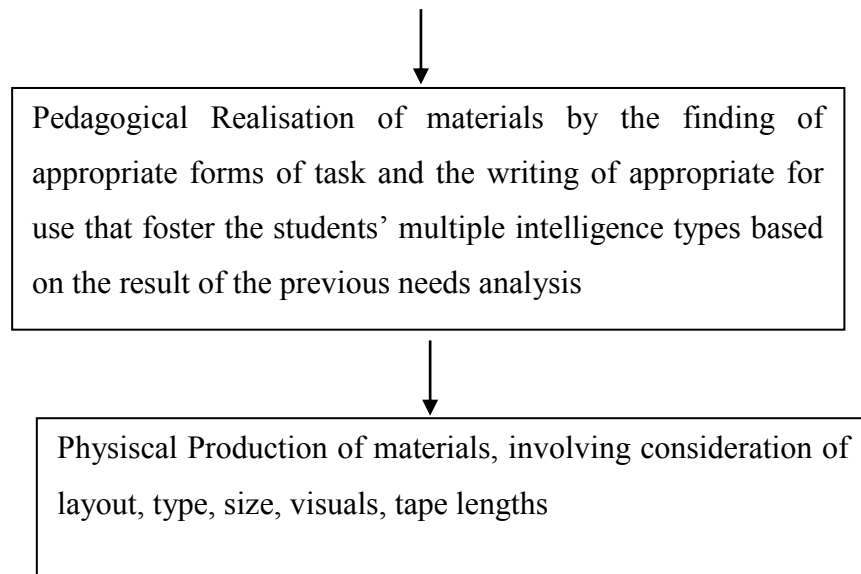 Pedagogical Realisation of materials by the finding of
appropriate forms of task and the writing of appropriate for
use that foster the students’ multiple intelligence types based
on the result of the previous needs analysis
Physiscal Production of materials, involving consideration of
layout, type, size, visuals, tape lengths